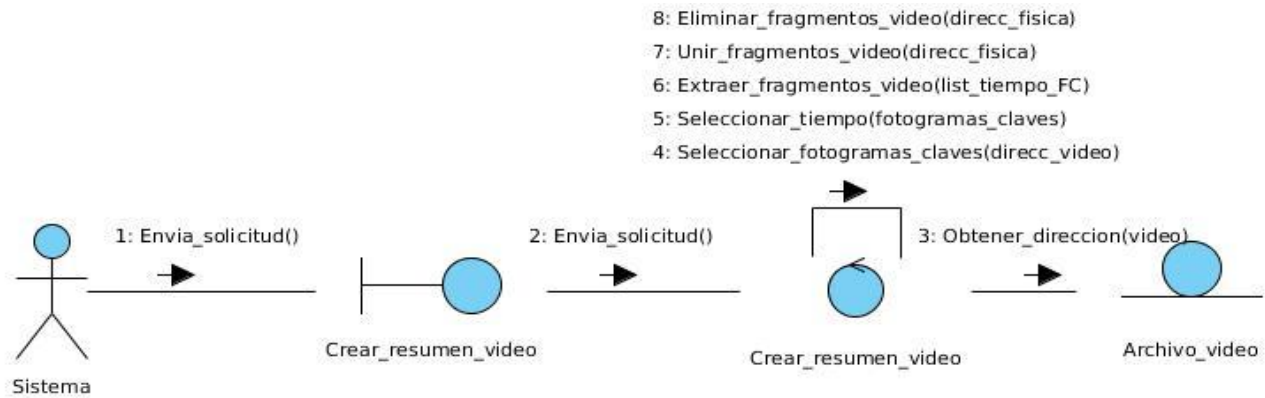 8: Eliminar_fragmentos_video(direcc_fisica)
7: Unir_fragmentos_video(direcc_fisica)
6: Extraer_fragmentos_video(list_tiempo_FC)
5: Seleccionar_tiempo(fotogramas_claves)
4: Seleccionar_fotogramas_claves(direcc_video)
1: Envia_solicitud()
2: Envia_solicitud()
3: Obtener_direccion(video)
Crear_resumen_video
Crear_resumen_video
Archivo_video
Sistema